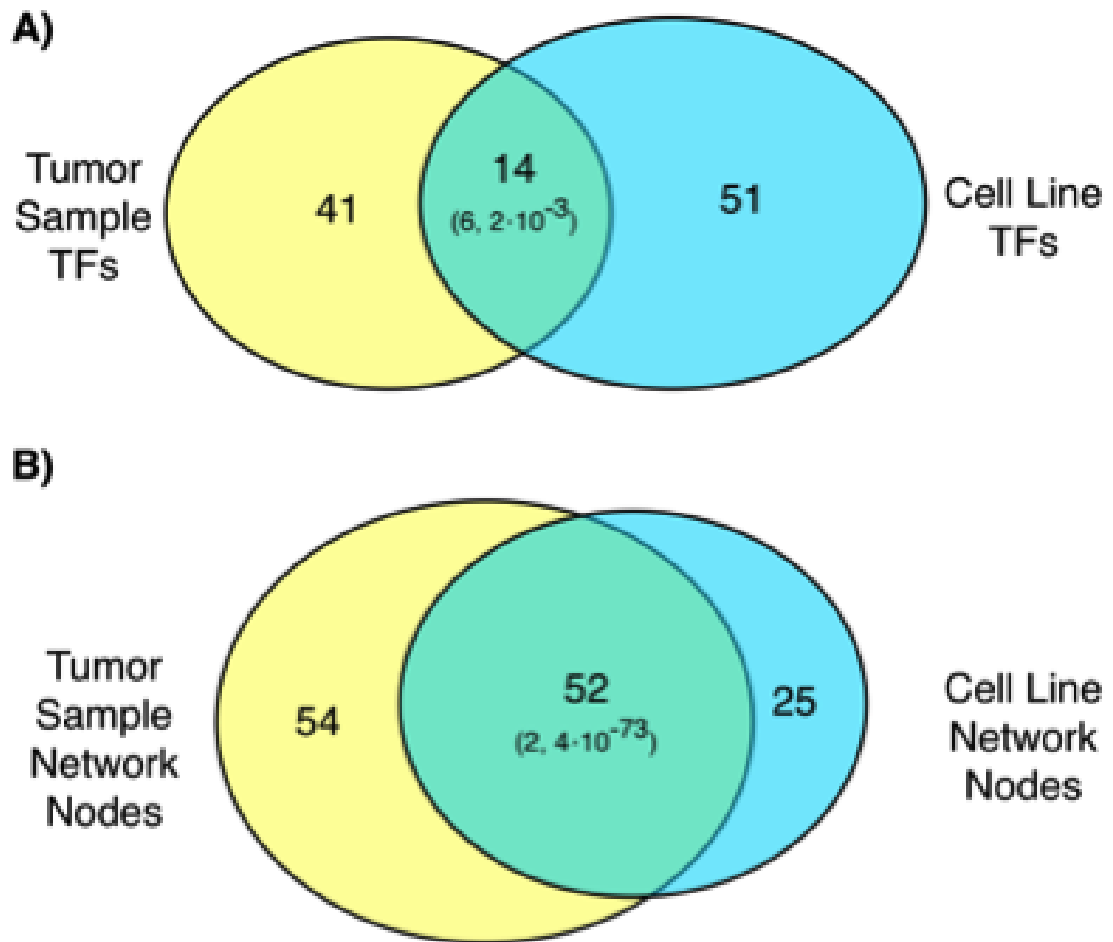 A)
Tumor
Sample
TFs
41
14
(6, 2·10⁻³)
51
Cell Line
TFs
B)
Tumor
Sample
Network
Nodes
54
52
(2, 4·10⁻⁷³)
25
Cell Line
Network
Nodes